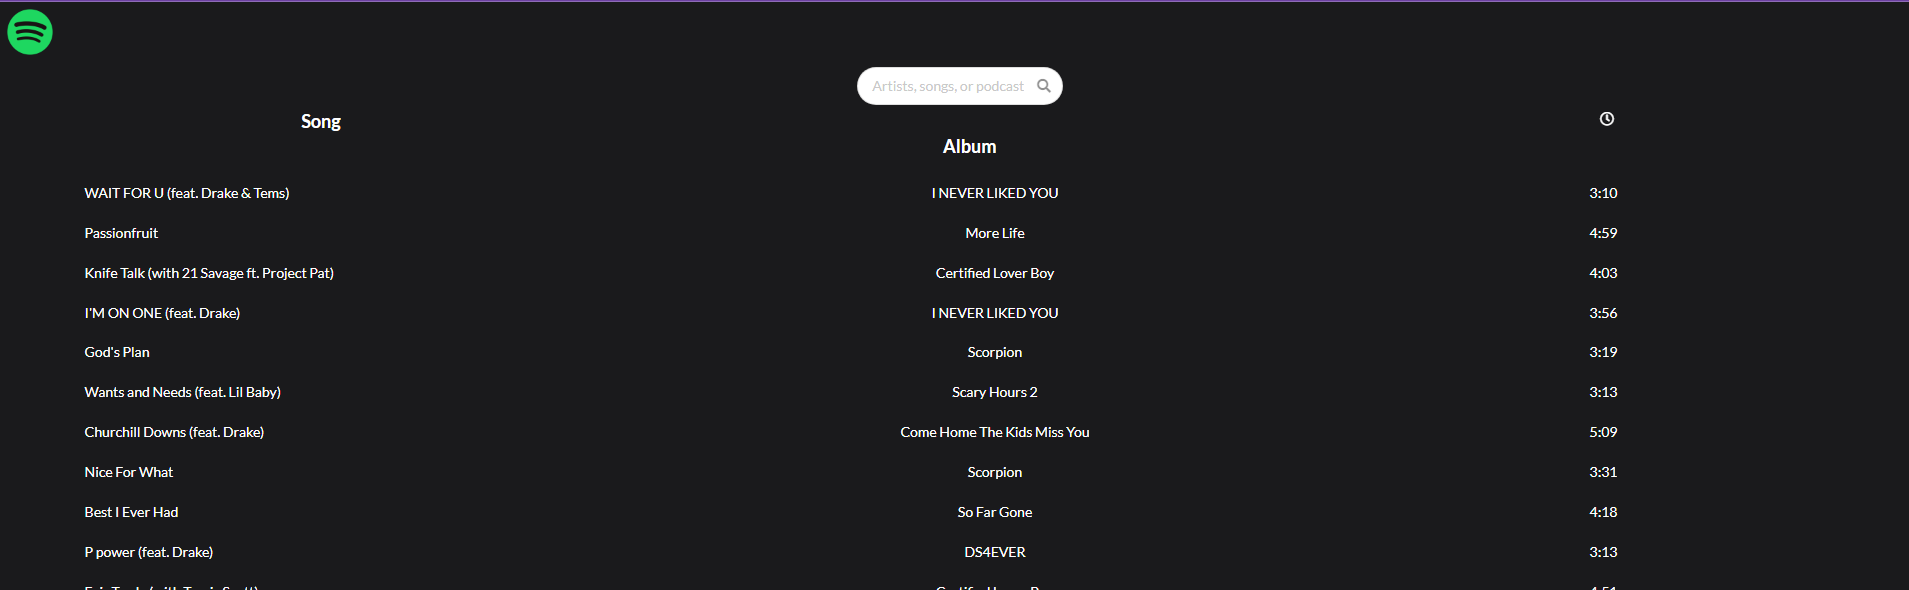 Artists, songs, or podcast
Song
Album
WAIT FOR U (feat. Drake & Tems) I NEVER LIKED YOU 3:10
Passionfruit More Life 4:59
Knife Talk (with 21 Savage ft. Project Pat) Certified Lover Boy 4:03
I'M ON ONE (feat. Drake) I NEVER LIKED YOU 3:56
God's Plan Scorpion 3:19
Wants and Needs (feat. Lil Baby) Scary Hours 2 3:13
Churchill Downs (feat. Drake) Come Home The Kids Miss You 5:09
Nice For What Scorpion 3:31
Best I Ever Had So Far Gone 4:18
P power (feat. Drake) DS4EVER 3:13